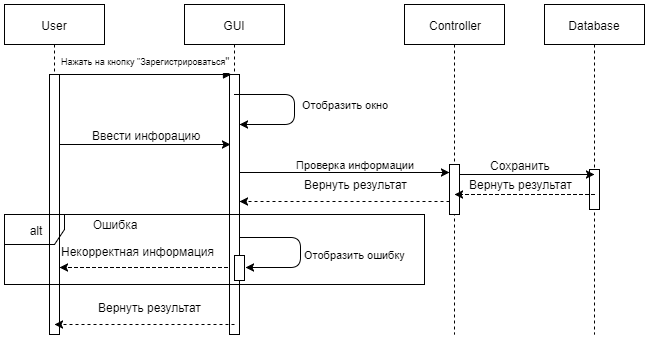 User
GUI
Controller
Database
Нажать на кнопку "Зарегистрироваться"
Отобразить окно
Ввести инфорацию
Проверка информации
Сохранить
Вернуть результат
Вернуть результат
alt
Ошибка
Некорректная информация
Отобразить ошибку
Вернуть результат